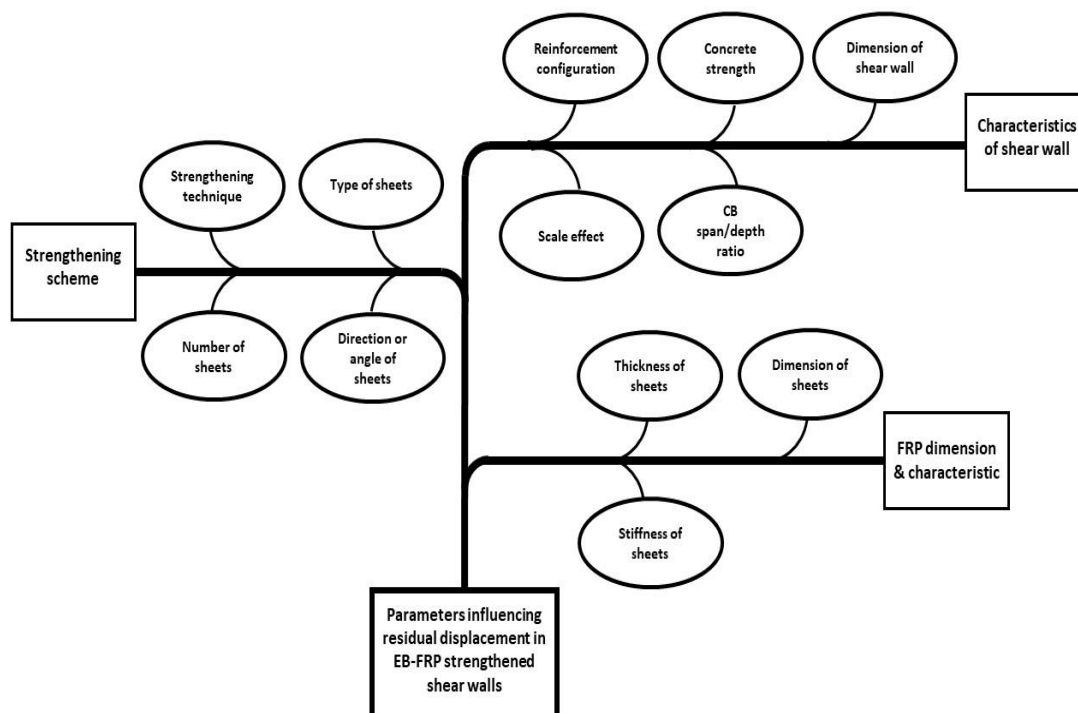 Reinforcement
configuration
Concrete
strength
Dimension of
shear wall
Characteristics
of shear wall
Strengthening
technique
Type of sheets
Scale effect
CB
span/depth
ratio
Strengthening
scheme
Number of
sheets
Direction or
angle of
sheets
Thickness of
sheets
Dimension of
sheets
FRP dimension
& characteristic
Stiffness of
sheets
Parameters influencing
residual displacement in
EB-FRP strengthened
shear walls